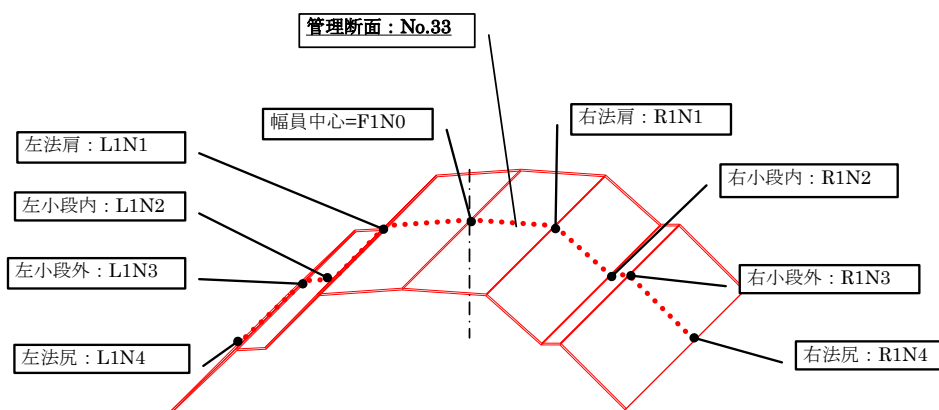 管理断面：No.33
幅員中心=F1N0
右法肩：R1N1
左法肩：L1N1
右小段内：R1N2
左小段内：L1N2
左小段外：L1N3
右小段外：R1N3
左法尻：L1N4
右法尻：R1N4